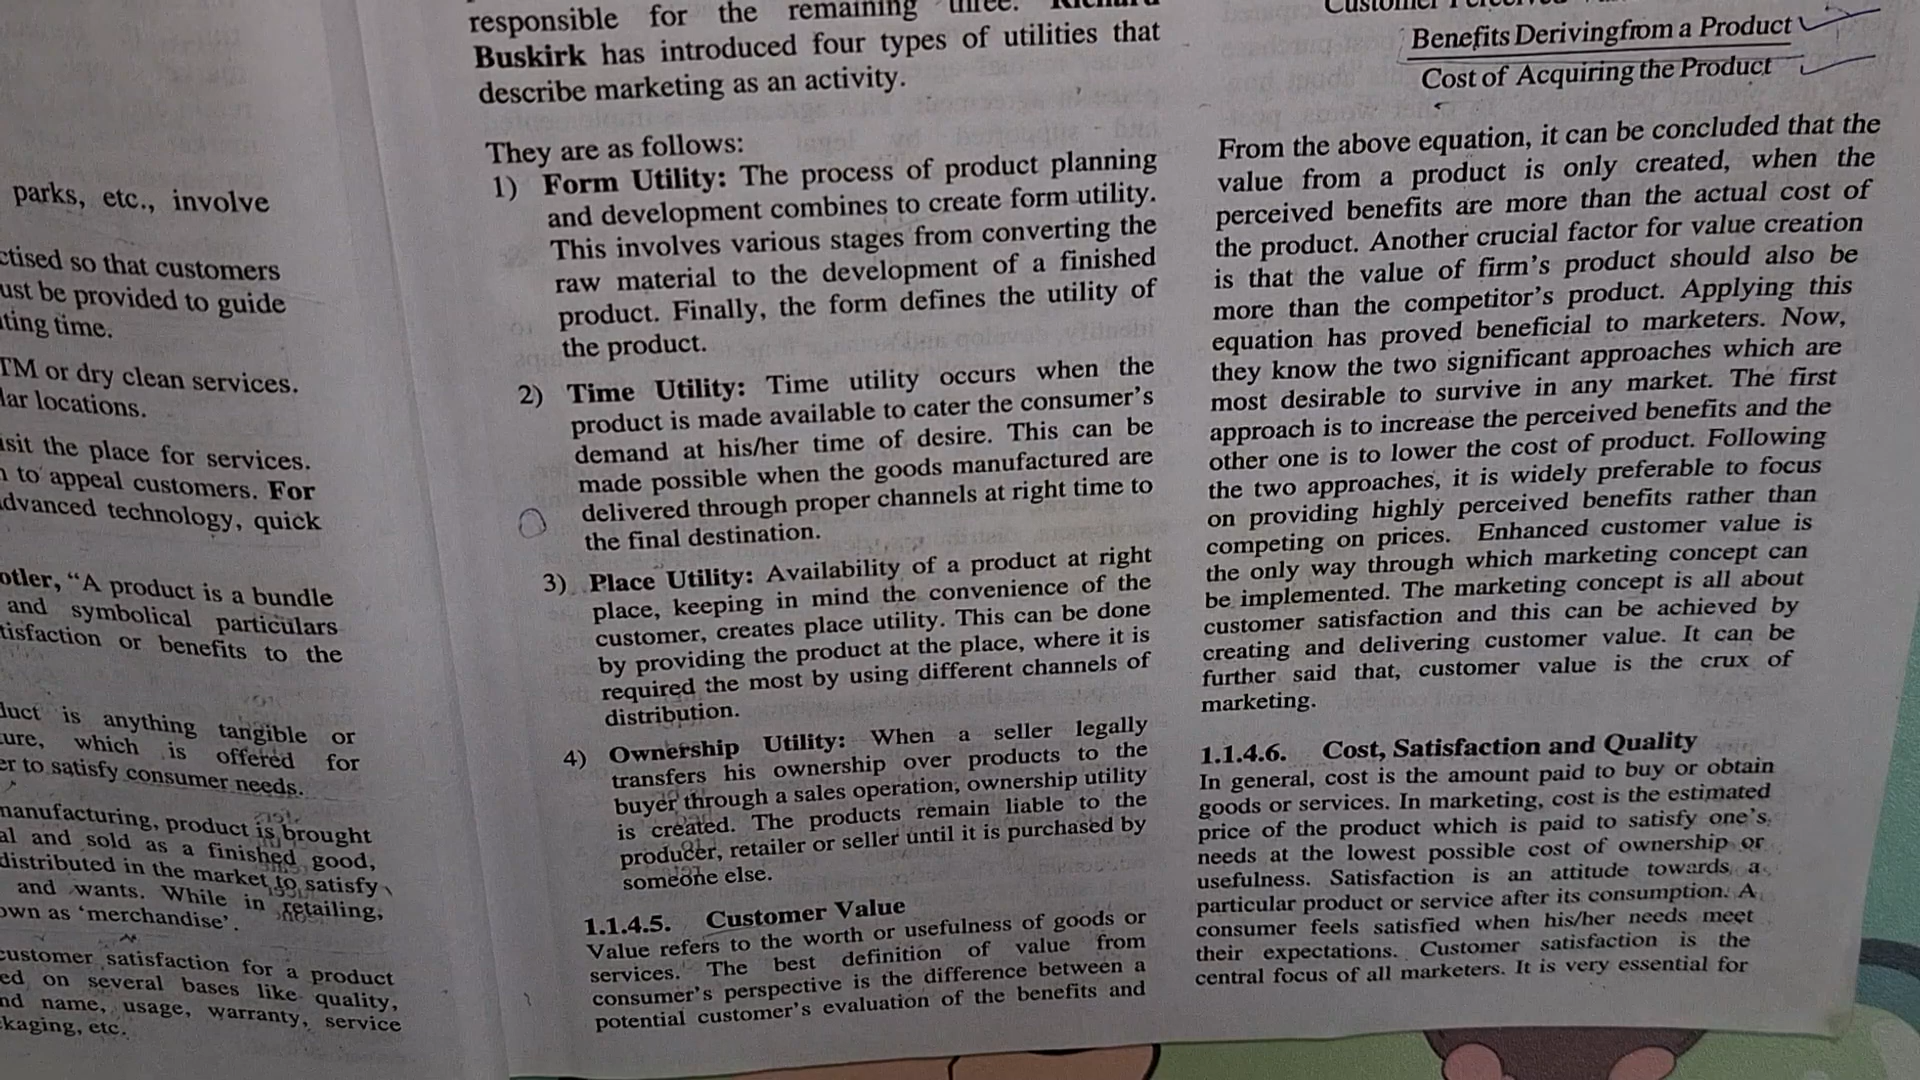 parks, etc., involve
so that customers
be provided to guide
time.
or dry clean services.
locations.
the place for services.
to appeal customers. For
technology, quick
"A product is a bundle
and symbolical particulars
or benefits to the
is anything tangible or
which is offered for
to satisfy consumer needs.
product is brought
and sold as a finished good,
distributed in the market to satisfy
and wants. While in retailing,
as 'merchandise'.
customer satisfaction for a product
on several bases like quality,
name, usage, warranty, service
etc.
responsible for the remaining three.
Buskirk has introduced four types of utilities that
describe marketing as an activity.
They are as follows:
1) Form Utility: The process of product planning
and development combines to create form utility.
This involves various stages from converting the
raw material to the development of a finished
product. Finally, the form defines the utility of
the product.
2) Time Utility: Time utility occurs when the
product is made available to cater the consumer's
demand at his/her time of desire. This can be
made possible when the goods manufactured are
delivered through proper channels at right time to
the final destination.
3) Place Utility: Availability of a product at right
place, keeping in mind the convenience of the
customer, creates place utility. This can be done
by providing the product at the place, where it is
required the most by using different channels of
distribution.
4) Ownership Utility: When a seller legally
transfers his ownership over products to the
buyer through a sales operation, ownership utility
is created. The products remain liable to the
producer, retailer or seller until it is purchased by
someone else.
1.1.4.5. Customer Value
Value refers to the worth or usefulness of goods or
services. The best definition of value from
consumer's perspective is the difference between a
potential customer's evaluation of the benefits and
Benefits Derivingfrom a Product
Cost of Acquiring the Product
From the above equation, it can be concluded that the
value from a product is only created, when the
perceived benefits are more than the actual cost of
the product. Another crucial factor for value creation
is that the value of firm's product should also be
more than the competitor's product. Applying this
equation has proved beneficial to marketers. Now,
they know the two significant approaches which are
most desirable to survive in any market. The first
approach is to increase the perceived benefits and the
other one is to lower the cost of product. Following
the two approaches, it is widely preferable to focus
on providing highly perceived benefits rather than
competing on prices. Enhanced customer value is
the only way through which marketing concept can
be implemented. The marketing concept is all about
customer satisfaction and this can be achieved by
creating and delivering customer value. It can be
further said that, customer value is the crux of
marketing.
1.1.4.6. Cost, Satisfaction and Quality
In general, cost is the amount paid to buy or obtain
goods or services. In marketing, cost is the estimated
price of the product which is paid to satisfy one's
needs at the lowest possible cost of ownership or
usefulness. Satisfaction is an attitude towards a
particular product or service after its consumption. A
consumer feels satisfied when his/her needs meet
their expectations. Customer satisfaction is the
central focus of all marketers. It is very essential for